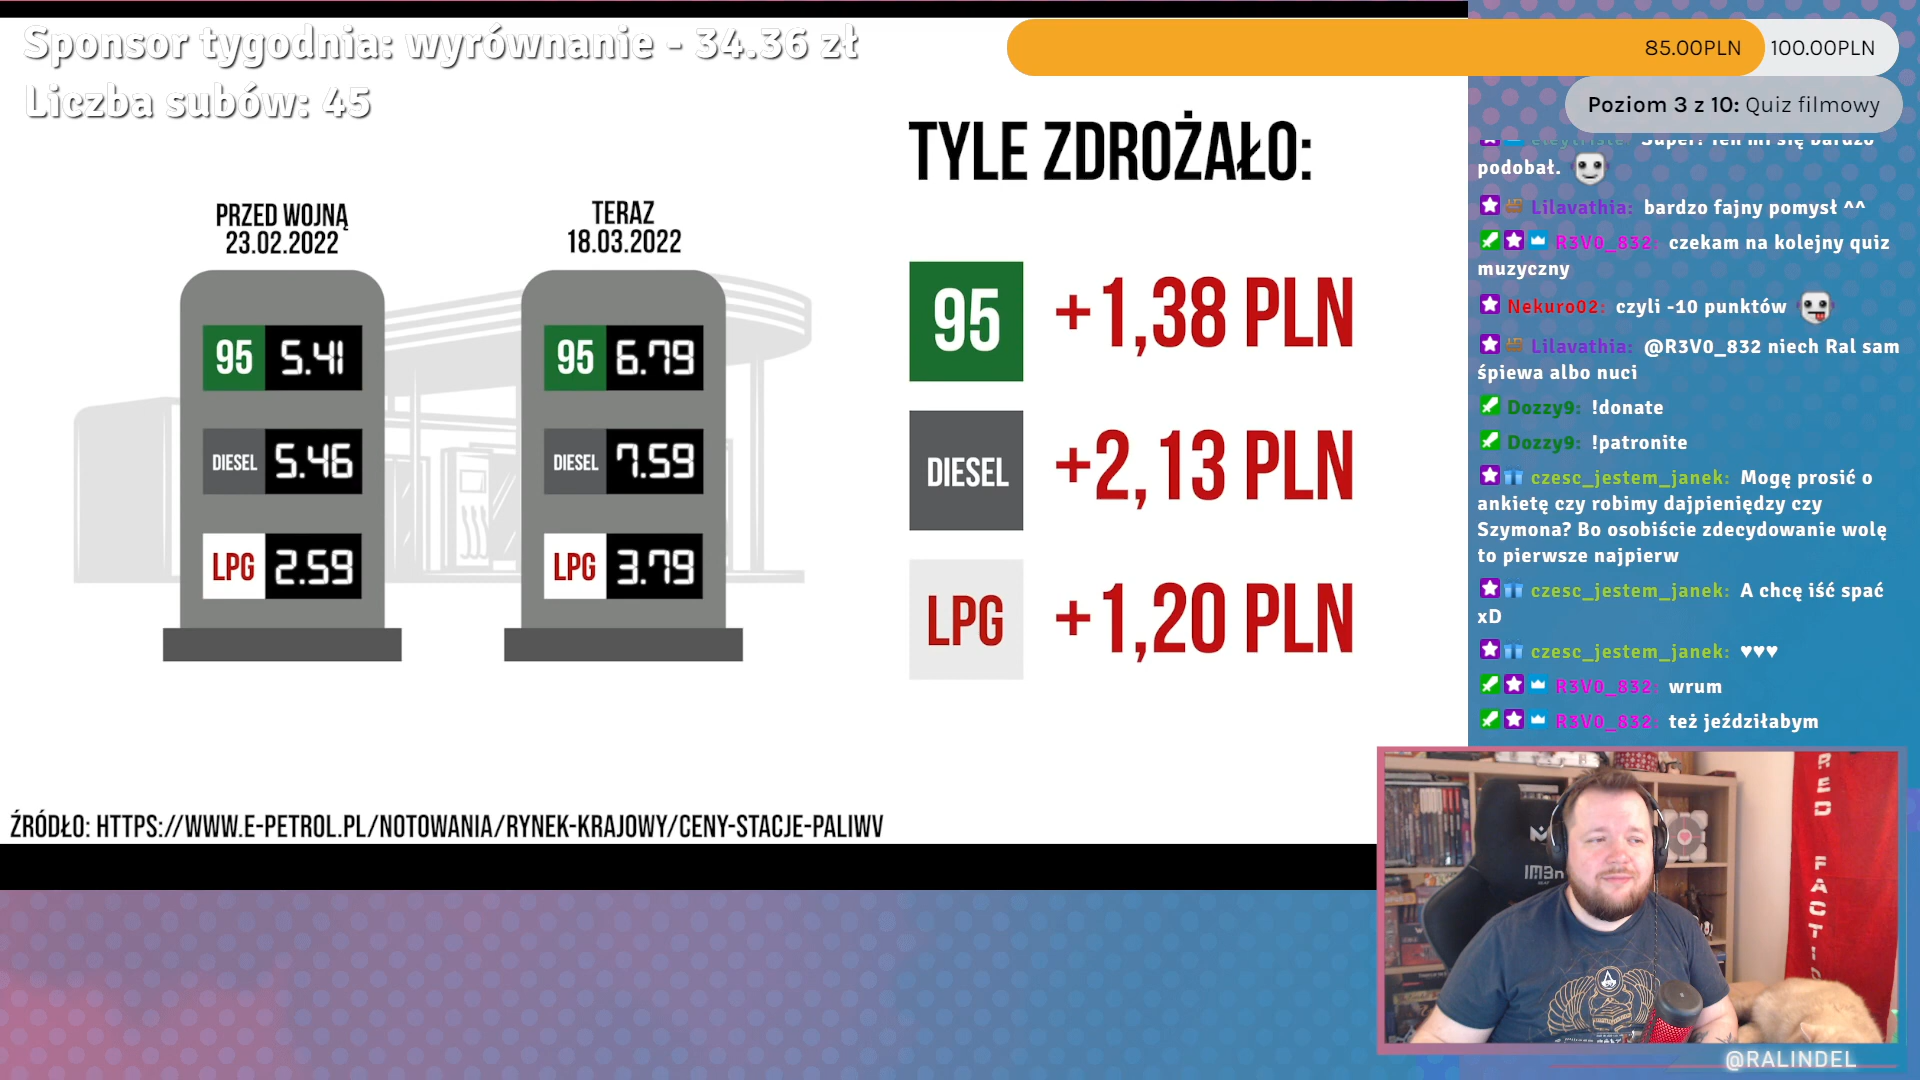 Sponsor tygodnia: wyrównanie - 34.36 zł
Liczba subów: 45
85.00PLN 100.00PLN
Poziom 3 z 10: Quiz filmowy
TYLE ZDROŻAŁO:
PRZED WOJNĄ
23.02.2022
95 5.41
DIESEL 5.46
LPG 2.59
TERAZ
18.03.2022
95 6.79
DIESEL 7.59
LPG 3.79
95 +1,38 PLN
DIESEL +2,13 PLN
LPG +1,20 PLN
ŹRÓDŁO: HTTPS://WWW.E-PETROL.PL/NOTOWANIA/RYNEK-KRAJOWY/CENY-STACJE-PALIWV
Super! Ten mi się bardzo
podobał.
Lilavathia: bardzo fajny pomysł ^^
R3V0_832: czekam na kolejny quiz
muzyczny
Nekuro02: czyli -10 punktów
Lilavathia: @R3V0_832 niech Ral sam
śpiewa albo nuci
Dozzy9: !donate
Dozzy9: !patronite
czesc_jestem_janek: Mogę prosić o
ankietę czy robimy dajpieniędzy czy
Szymona? Bo osobiście zdecydowanie wolę
to pierwsze najpierw
czesc_jestem_janek: A chcę iść spać
xD
czesc_jestem_janek: ♥♥♥
R3V0_832: wrum
R3V0_832: też jeździłabym
RED FACTI
@RALINDEL